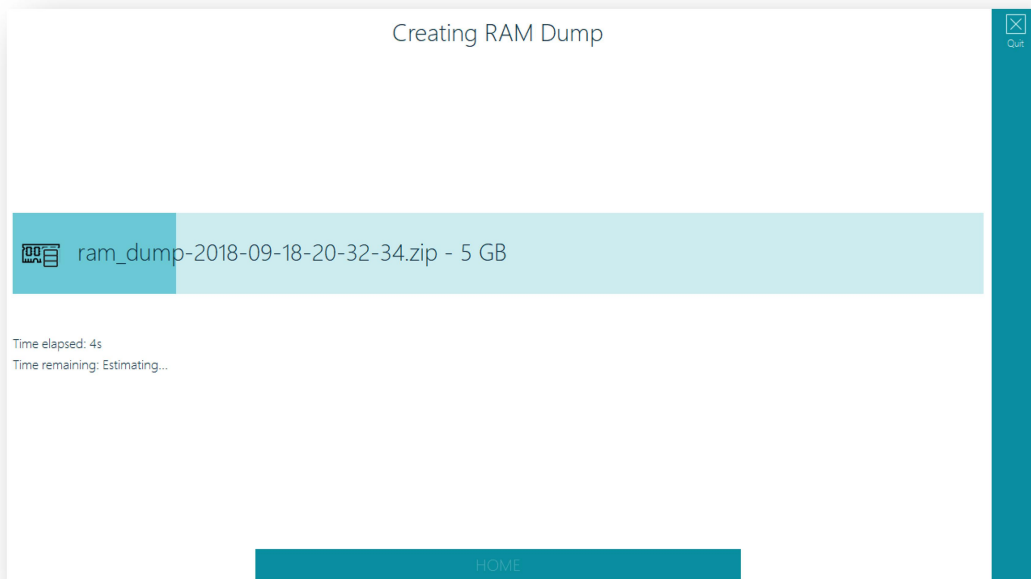 Creating RAM Dump
Quit
ram_dump-2018-09-18-20-32-34.zip - 5 GB
Time elapsed: 4s
Time remaining: Estimating...
HOME